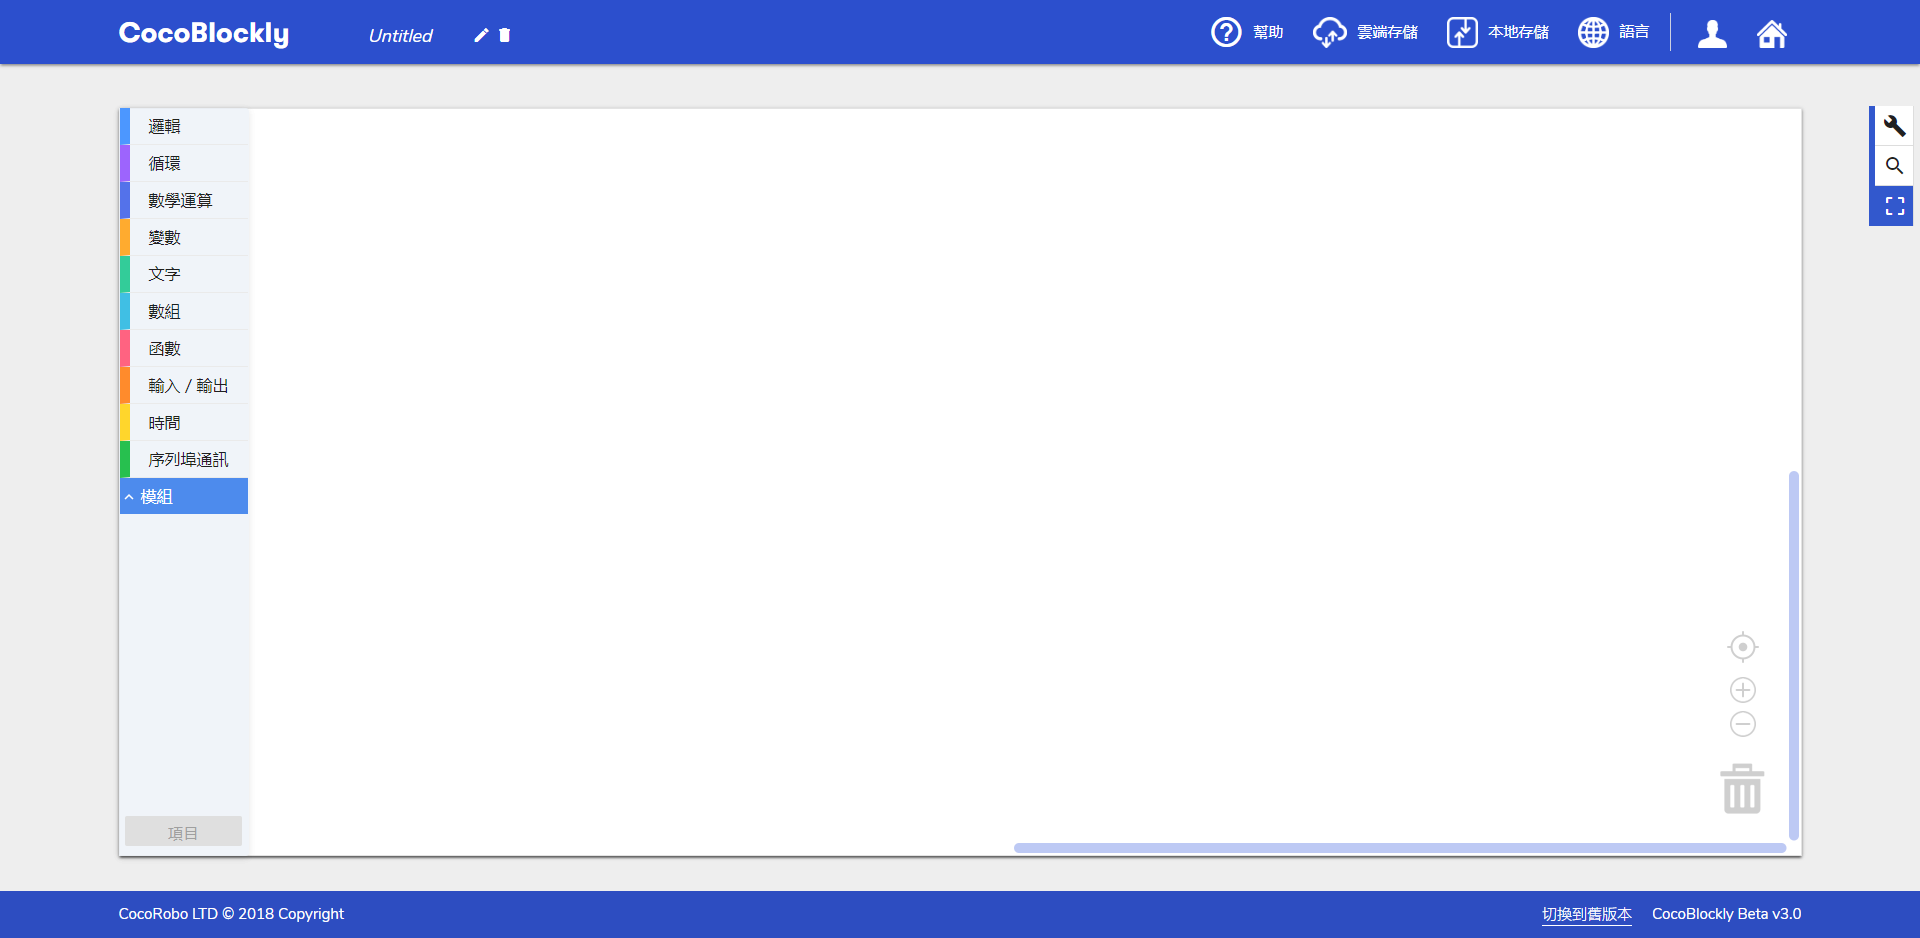 CocoBlockly
Untitled
幫助
雲端存儲
本地存儲
語言
邏輯
循環
數學運算
變數
文字
數組
函數
輸入 / 輸出
時間
序列埠通訊
模組
項目
CocoRobo LTD © 2018 Copyright
切換到舊版本
CocoBlockly Beta v3.0